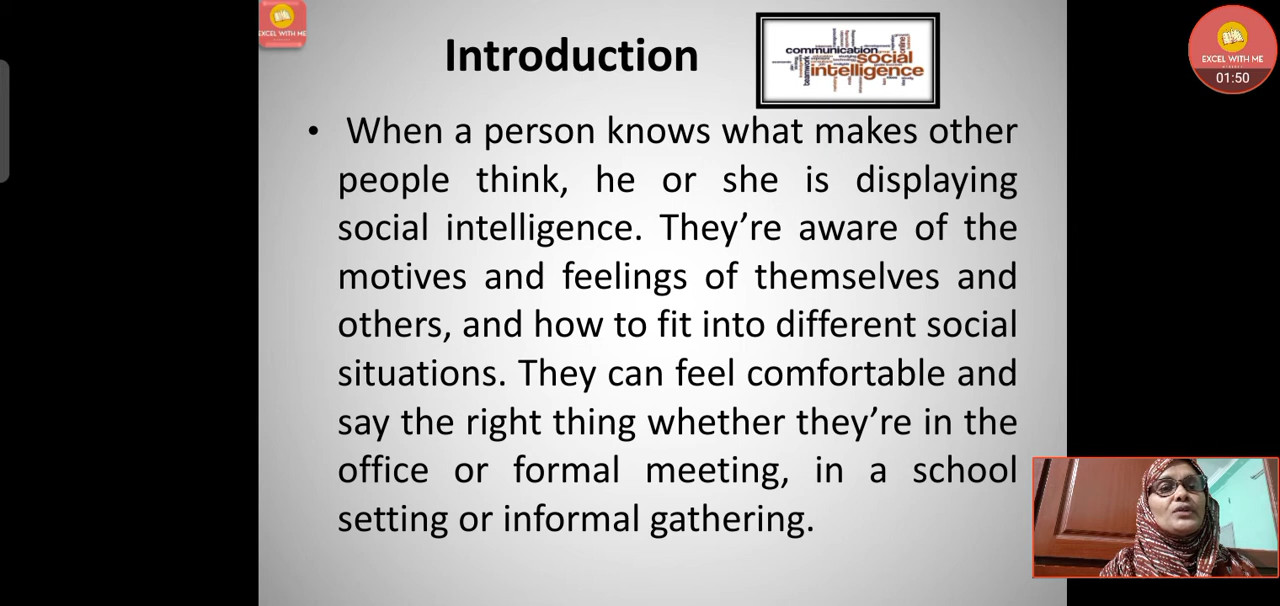 EXCEL WITH ME
Introduction
communication
social
intelligence
teamwork
online
EXCEL WITH ME
01:50
• When a person knows what makes other
people think, he or she is displaying
social intelligence. They’re aware of the
motives and feelings of themselves and
others, and how to fit into different social
situations. They can feel comfortable and
say the right thing whether they’re in the
office or formal meeting, in a school
setting or informal gathering.